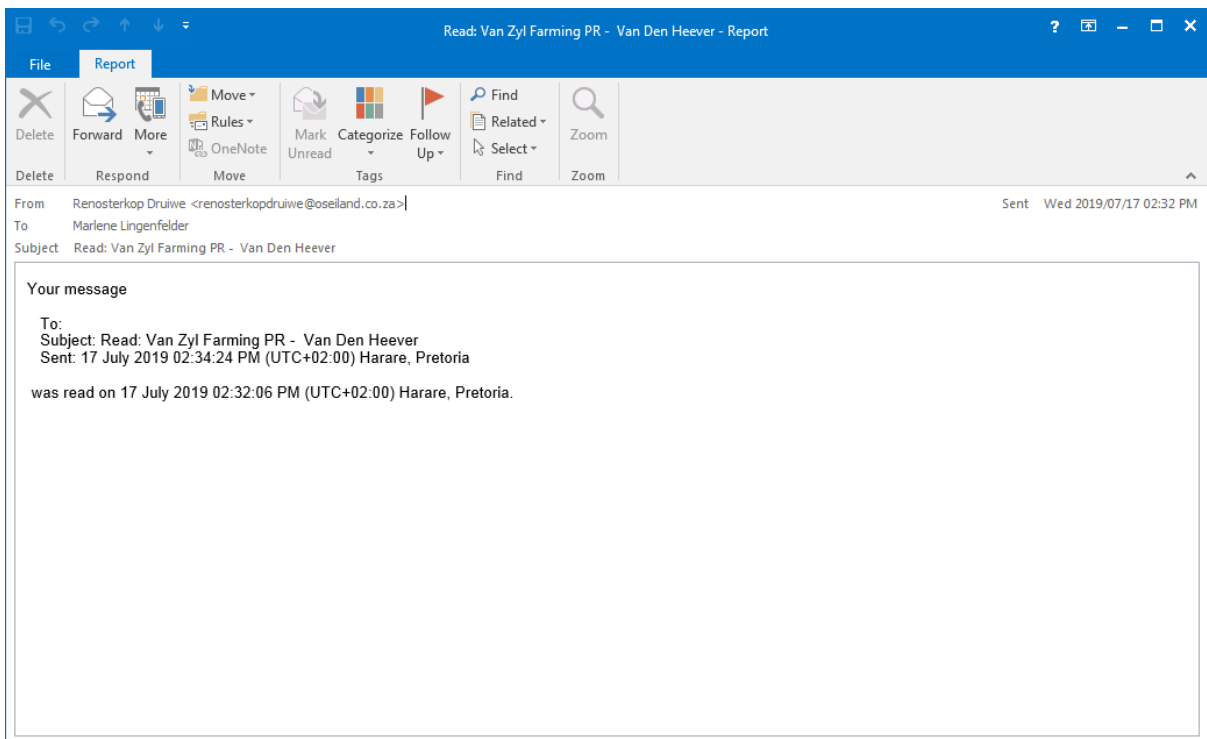 Read: Van Zyl Farming PR -  Van Den Heever - Report
?
File
Report
Delete
Forward
More
Move
Rules
OneNote
Mark Unread
Categorize
Follow Up
Find
Related
Select
Zoom
Delete
Respond
Move
Tags
Find
Zoom
From Renosterkop Druiwe <renosterkopdruiwe@oseiland.co.za>
Sent Wed 2019/07/17 02:32 PM
To Marlene Lingenfelder
Subject Read: Van Zyl Farming PR -  Van Den Heever
Your message
To:
Subject: Read: Van Zyl Farming PR -  Van Den Heever
Sent: 17 July 2019 02:34:24 PM (UTC+02:00) Harare, Pretoria
was read on 17 July 2019 02:32:06 PM (UTC+02:00) Harare, Pretoria.